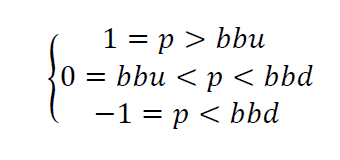 1 = p > bbu
0 = bbu < p < bbd
−1 = p < bbd